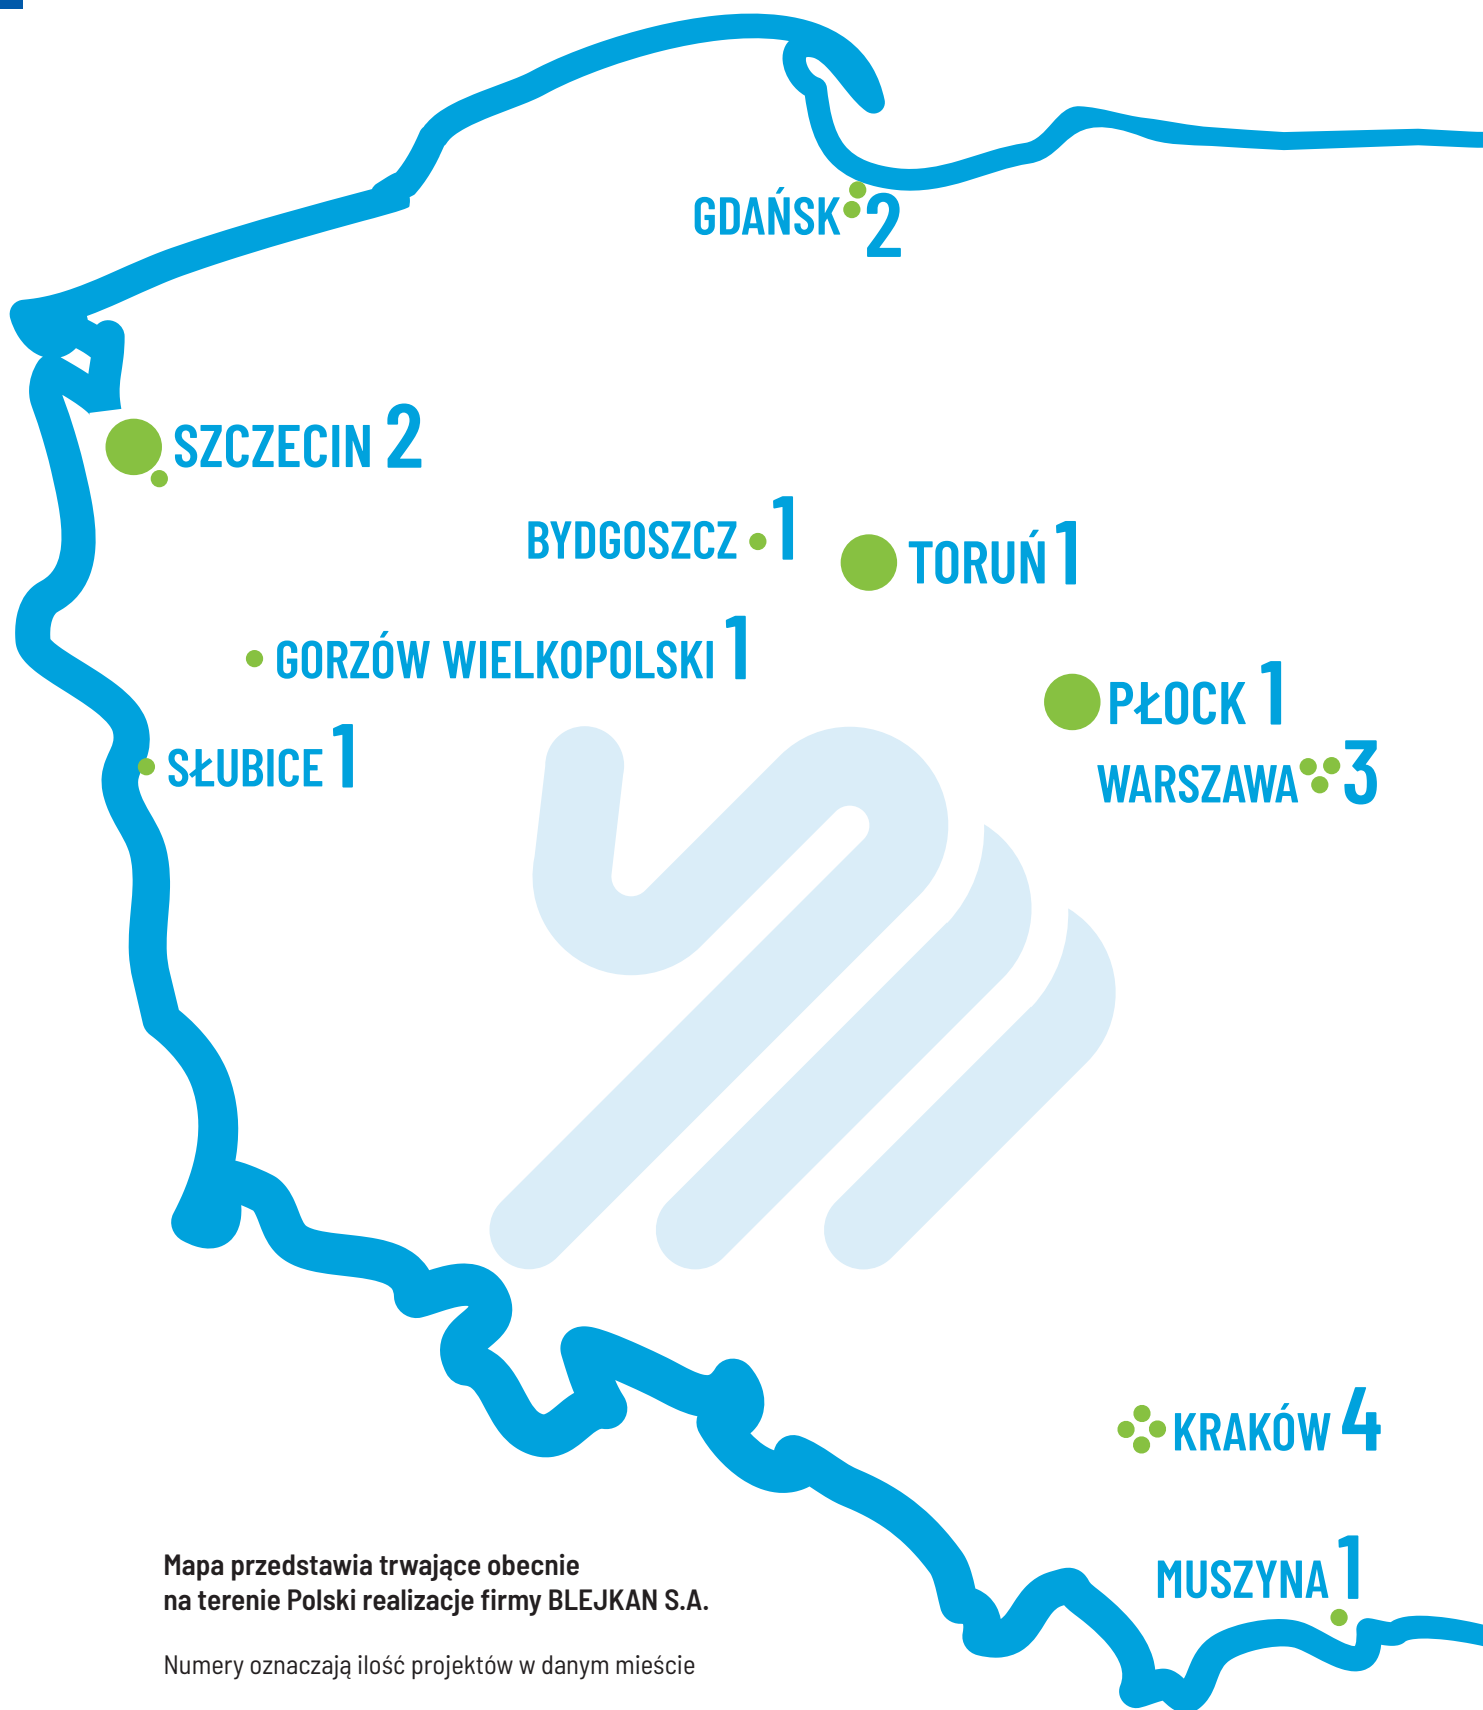 GDAŃSK 2
SZCZECIN 2
BYDGOSZCZ 1
TORUŃ 1
GORZÓW WIELKOPOLSKI 1
PŁOCK 1
SŁUBICE 1
WARSZAWA 3
KRAKÓW 4
MUSZYNA 1
Mapa przedstawia trwające obecnie
na terenie Polski realizacje firmy BLEJKAN S.A.
Numery oznaczają ilość projektów w danym mieście